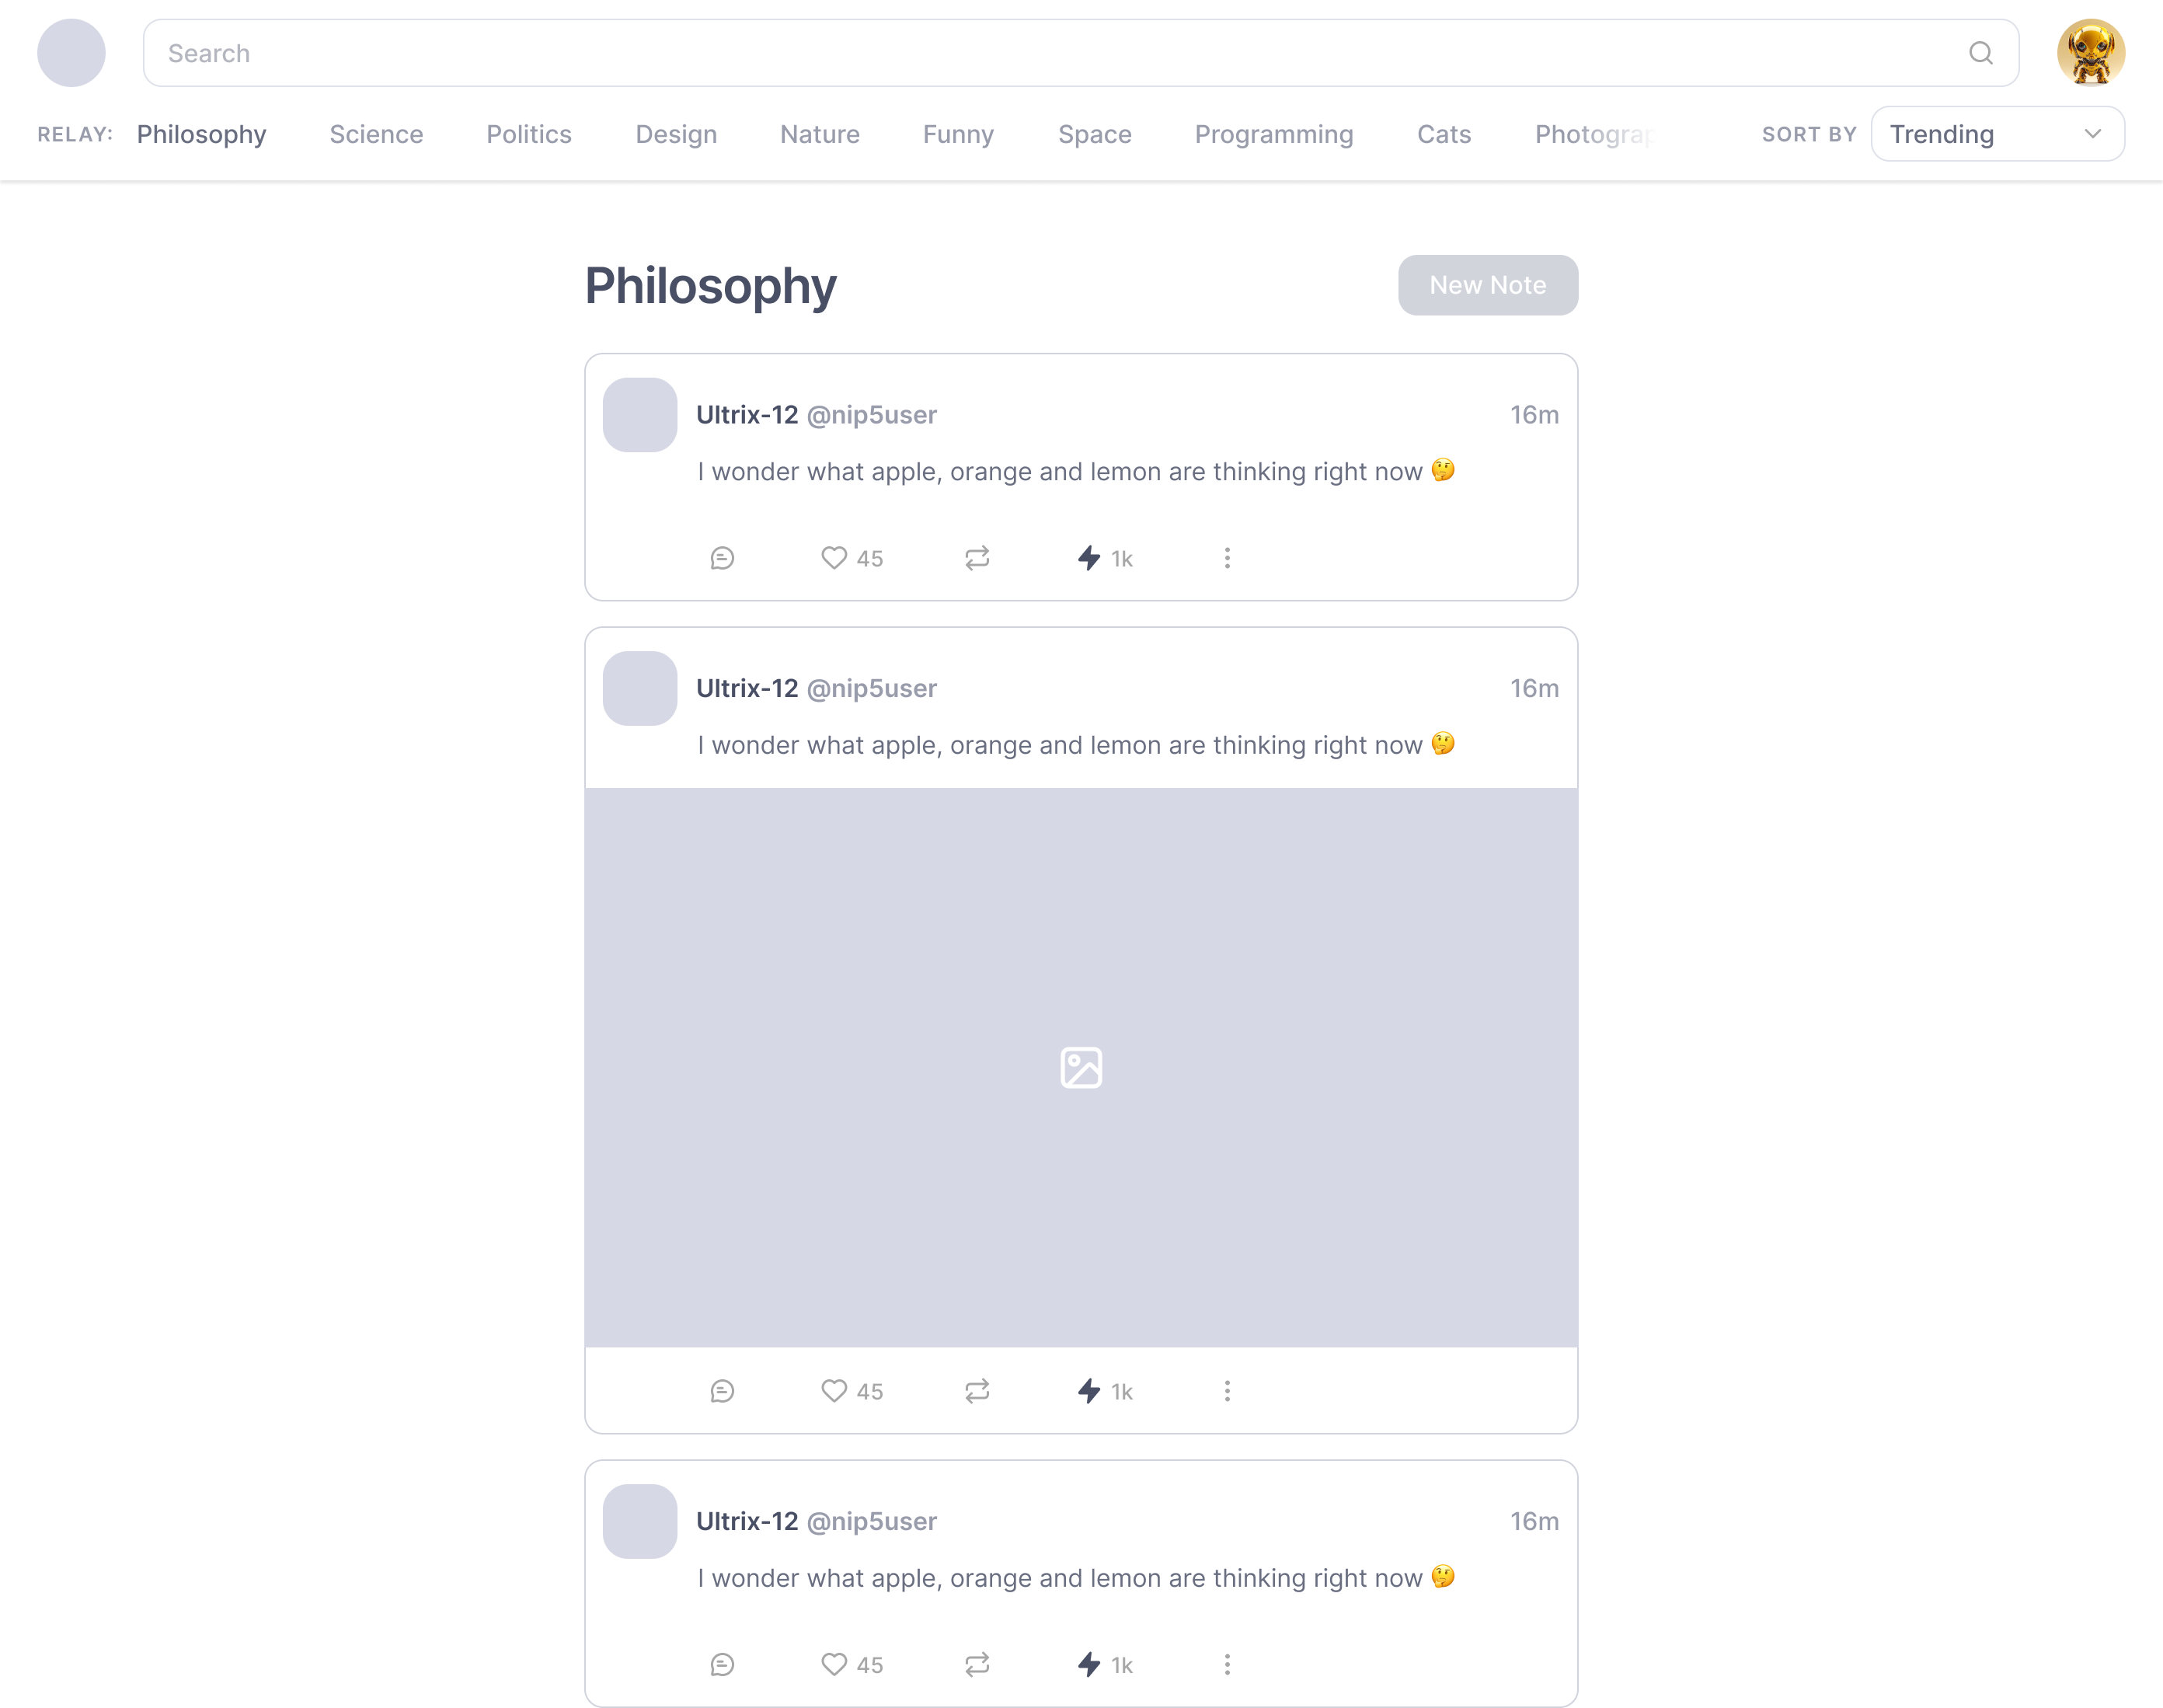 Search
RELAY: Philosophy Science Politics Design Nature Funny Space Programming Cats Photograp SORT BY Trending
Philosophy New Note
Ultrix-12 @nip5user 16m
I wonder what apple, orange and lemon are thinking right now 🤔
45 1k
Ultrix-12 @nip5user 16m
I wonder what apple, orange and lemon are thinking right now 🤔
45 1k
Ultrix-12 @nip5user 16m
I wonder what apple, orange and lemon are thinking right now 🤔
45 1k